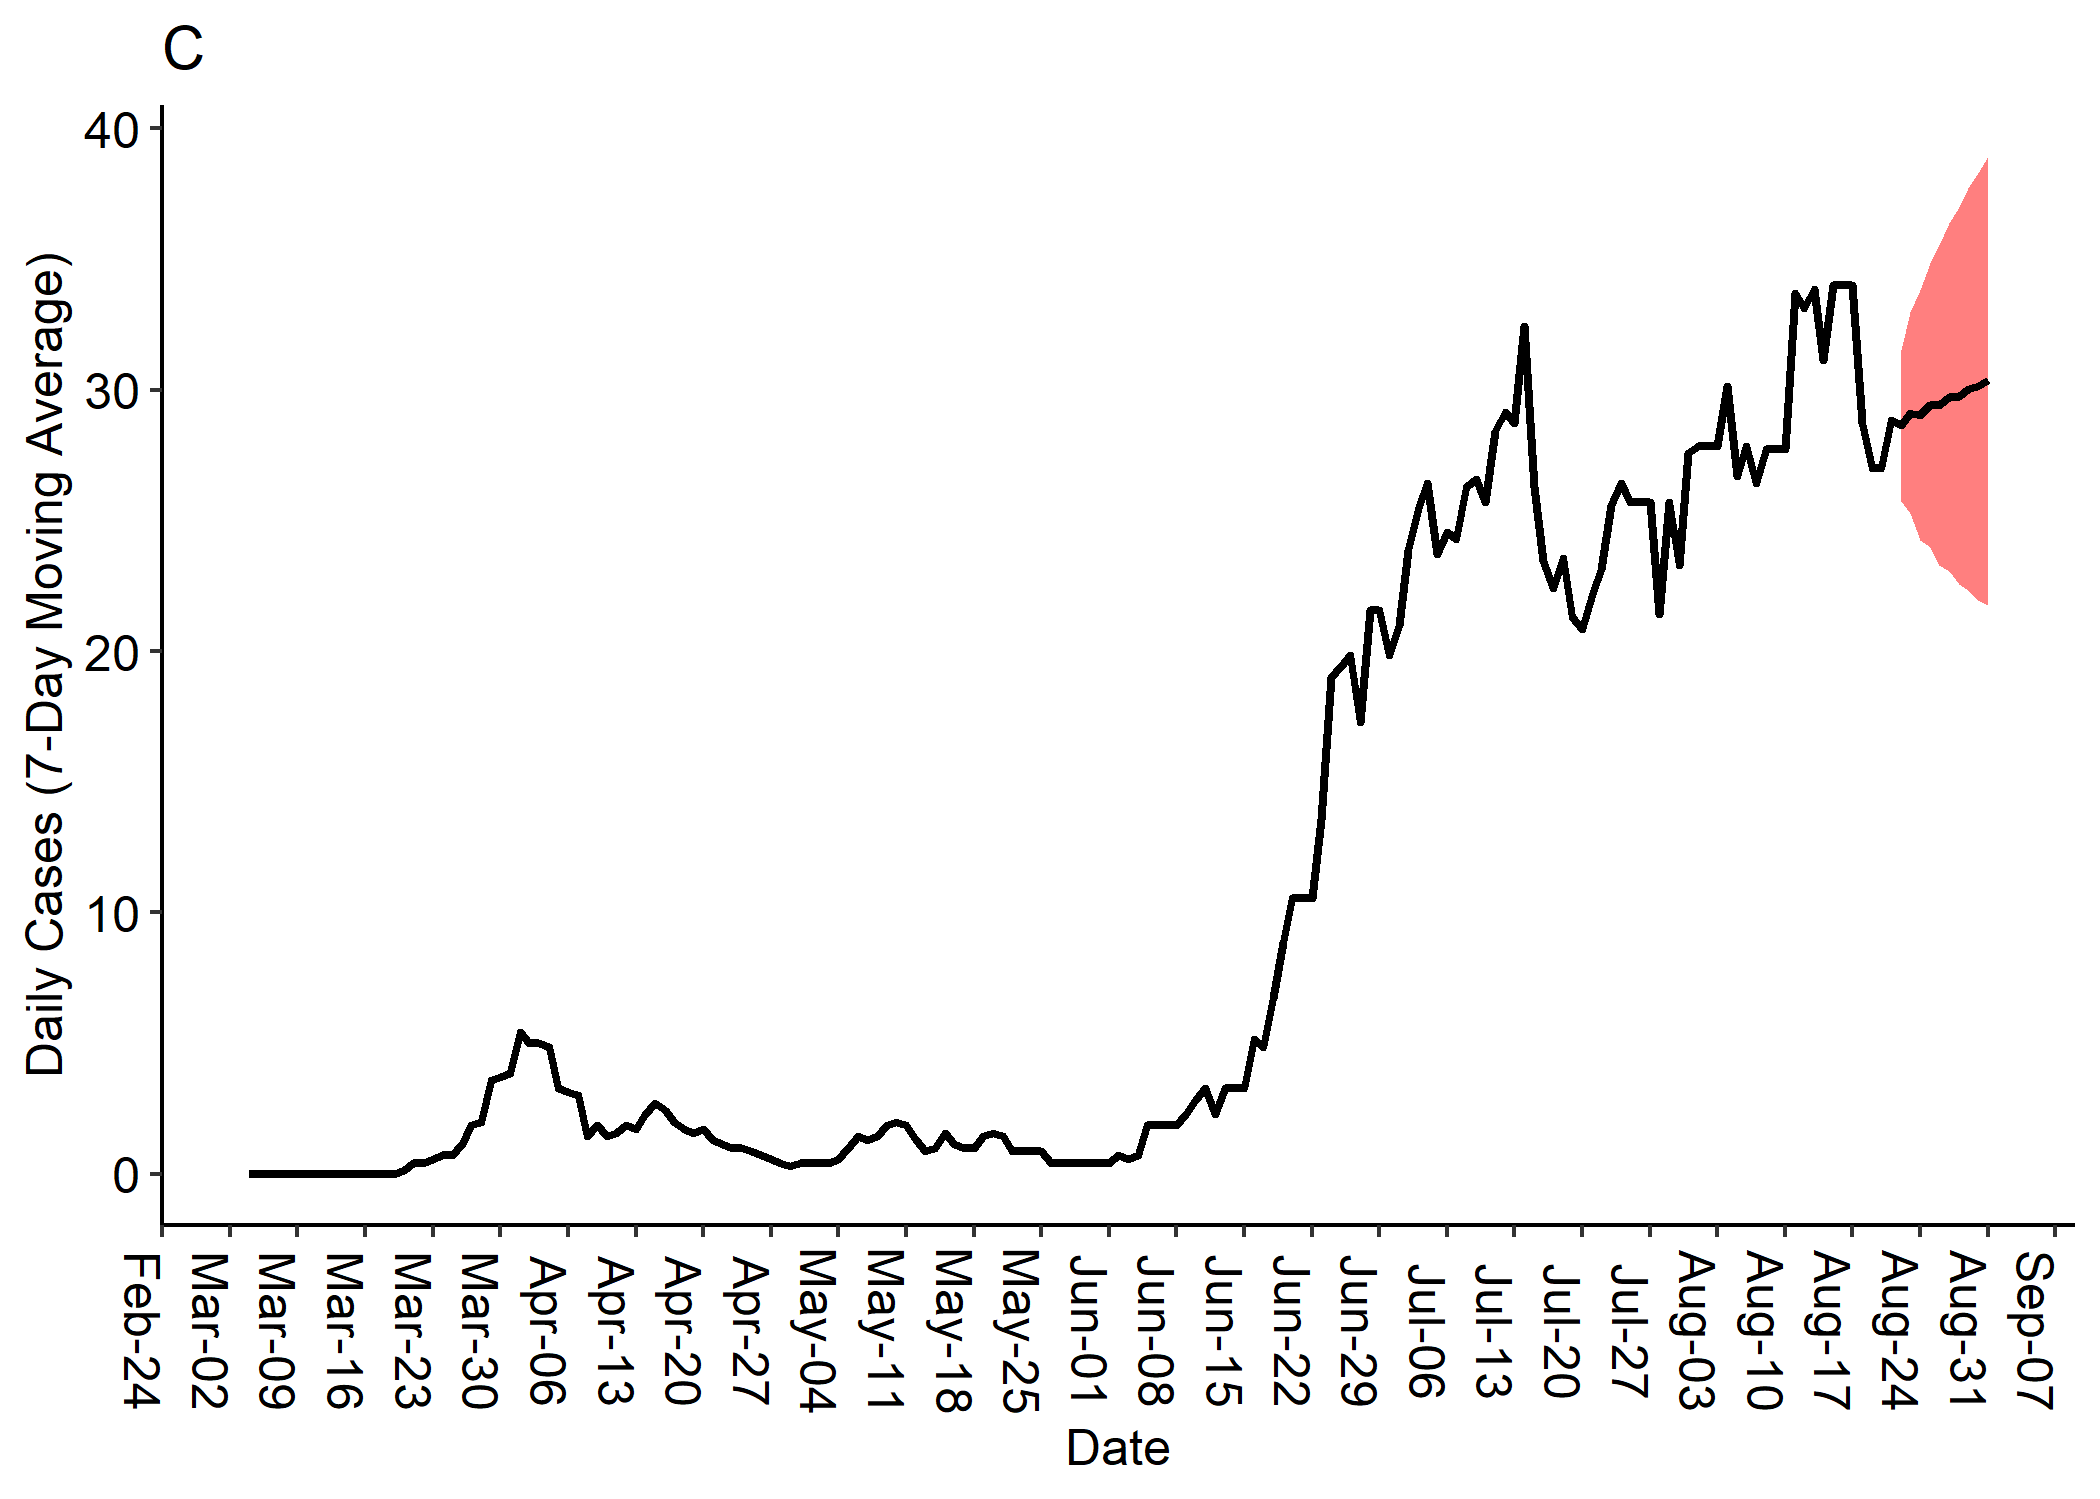 C
Daily Cases (7-Day Moving Average)
40
30
20
10
0
Feb-24
Mar-02
Mar-09
Mar-16
Mar-23
Mar-30
Apr-06
Apr-13
Apr-20
Apr-27
May-04
May-11
May-18
May-25
Jun-01
Jun-08
Jun-15
Jun-22
Jun-29
Jul-06
Jul-13
Jul-20
Jul-27
Aug-03
Aug-10
Aug-17
Aug-24
Aug-31
Sep-07
Date